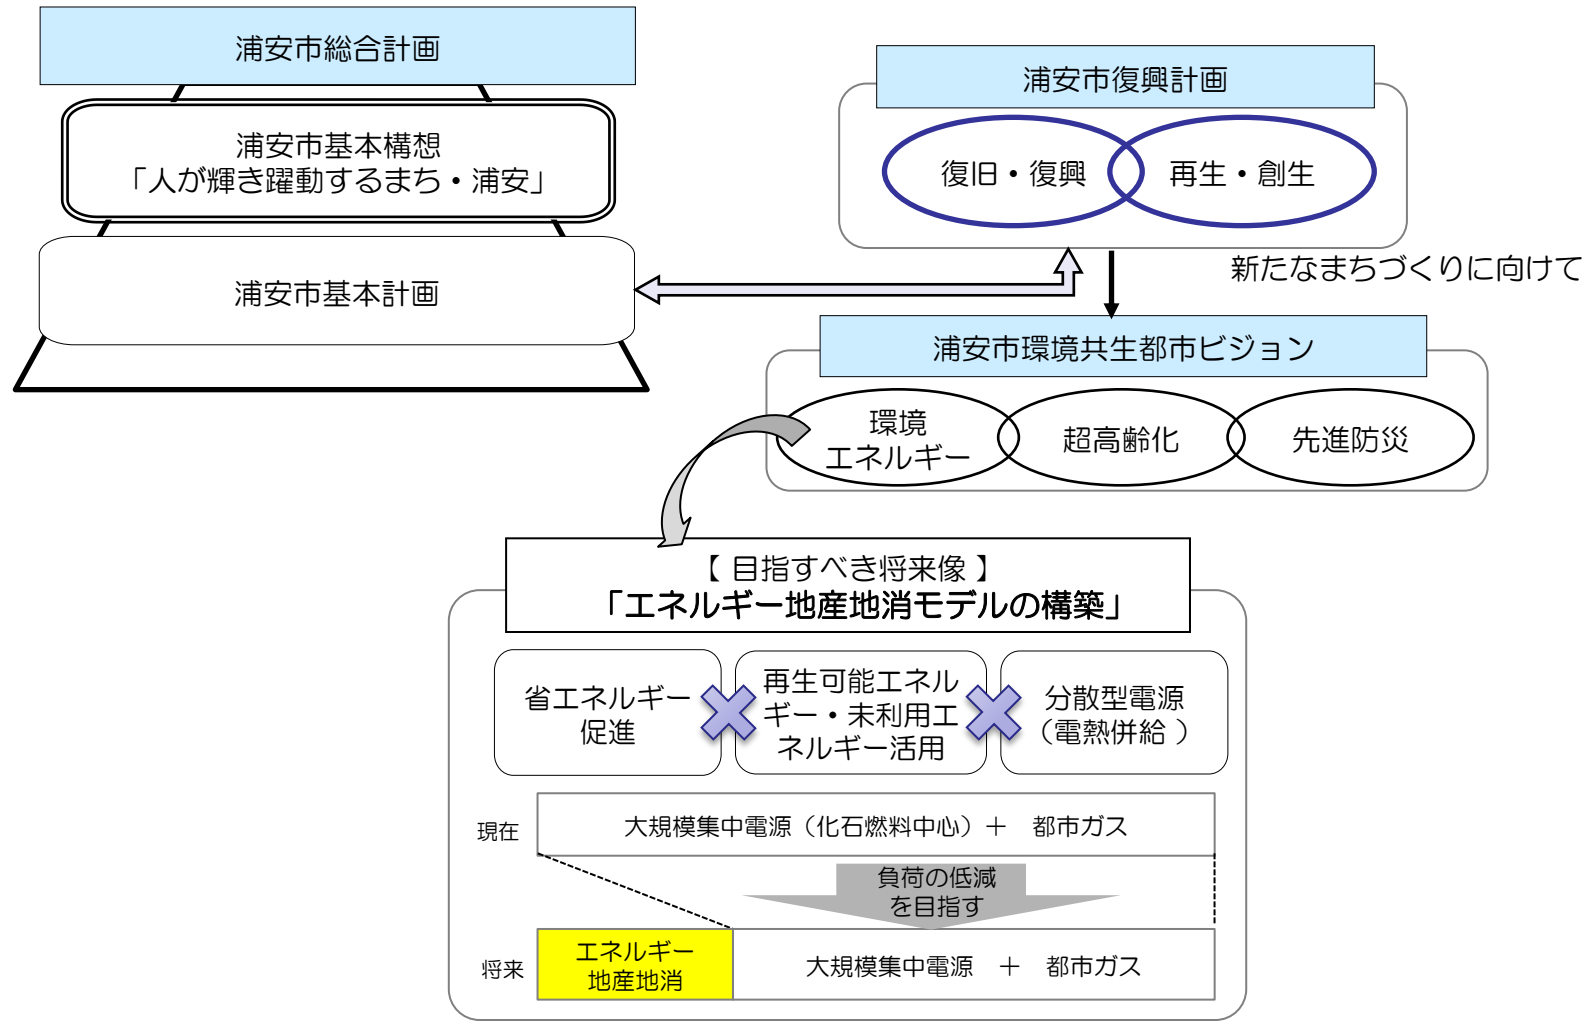 浦安市総合計画
浦安市基本構想
「人が輝き躍動するまち・浦安」
浦安市基本計画
浦安市復興計画
復旧・復興
再生・創生
新たなまちづくりに向けて
浦安市環境共生都市ビジョン
環境
エネルギー
超高齢化
先進防災
【 目指すべき将来像 】
「エネルギー地産地消モデルの構築」
省エネルギー
促進
再生可能エネル
ギー・未利用エ
ネルギー活用
分散型電源
（電熱併給 ）
現在
大規模集中電源（化石燃料中心）＋　都市ガス
負荷の低減
を目指す
将来
エネルギー
地産地消
大規模集中電源　＋　都市ガス